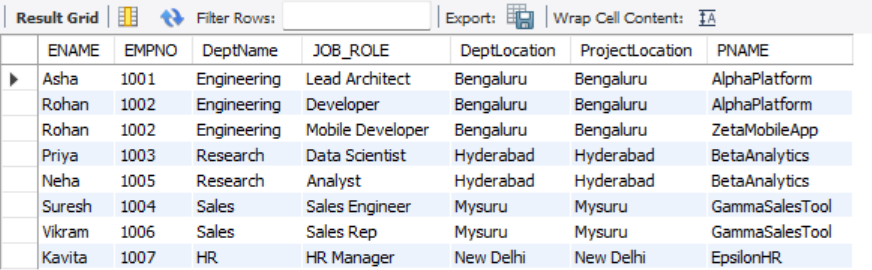 Result Grid Filter Rows: Export: Wrap Cell Content: IA
ENAME EMPNO DeptName JOB_ROLE DeptLocation ProjectLocation PNAME
Asha 1001 Engineering Lead Architect Bengaluru Bengaluru AlphaPlatform
Rohan 1002 Engineering Developer Bengaluru Bengaluru AlphaPlatform
Rohan 1002 Engineering Mobile Developer Bengaluru Bengaluru ZetaMobileApp
Priya 1003 Research Data Scientist Hyderabad Hyderabad BetaAnalytics
Neha 1005 Research Analyst Hyderabad Hyderabad BetaAnalytics
Suresh 1004 Sales Sales Engineer Mysuru Mysuru GammaSalesTool
Vikram 1006 Sales Sales Rep Mysuru Mysuru GammaSalesTool
Kavita 1007 HR HR Manager New Delhi New Delhi EpsilonHR